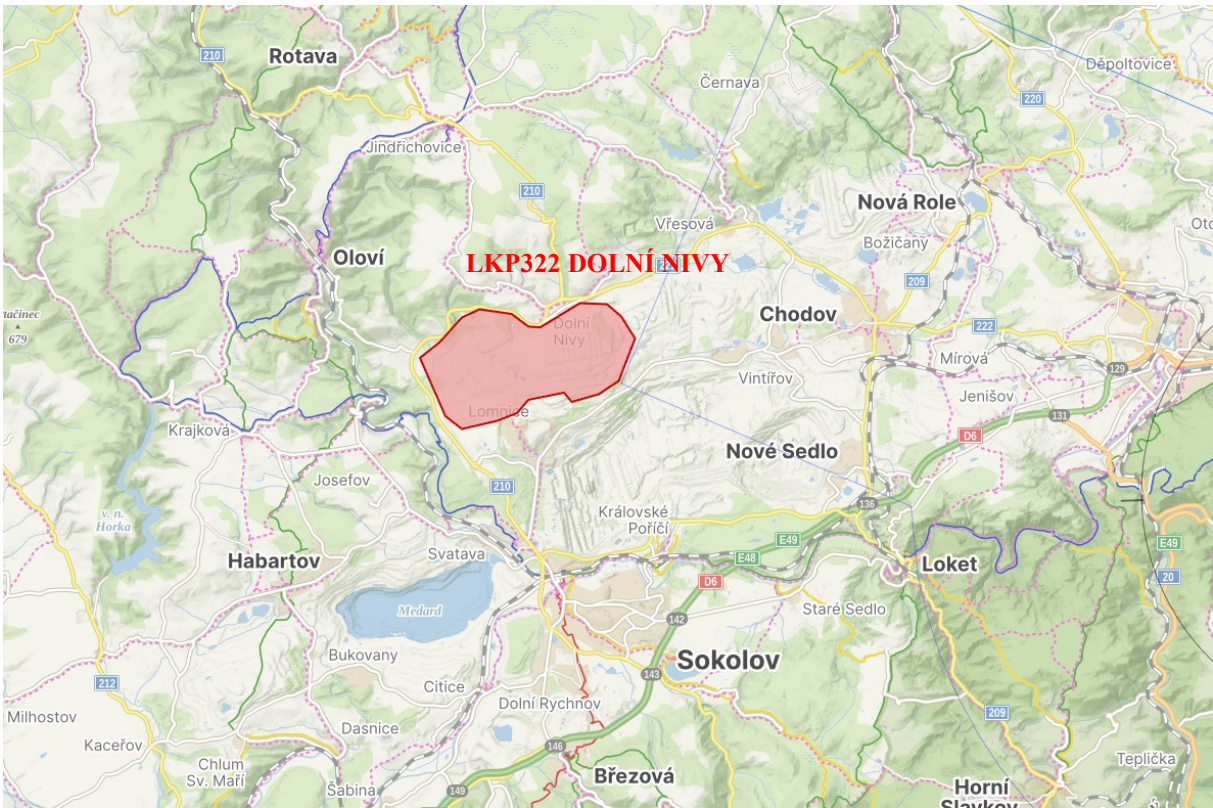 210
Rotava
Děpoltovice
Černava
220
Jindřichovice
210
Nová Role
Vřesová
Oto
Božičany
Oloví
LKP322 DOLNÍ NIVY
209
tačinec
679
Chodov
Dolní
Nivy
222
Mírová
129
Vintířov
Jenišov
Lomnice
131
Krajková
D6
Nové Sedlo
Josefov
210
136
v. n.
Horka
Královské
Poříčí
E49
E49
Svatava
E48
Habartov
Loket
20
D6
Medard
Staré Sedlo
142
Bukovany
Sokolov
143
212
Citice
Dolní Rychnov
209
Milhostov
Dasnice
Kaceřov
146
Teplička
Chlum
Sv. Maří
Březová
Šabina
149
Horní
Slavkov